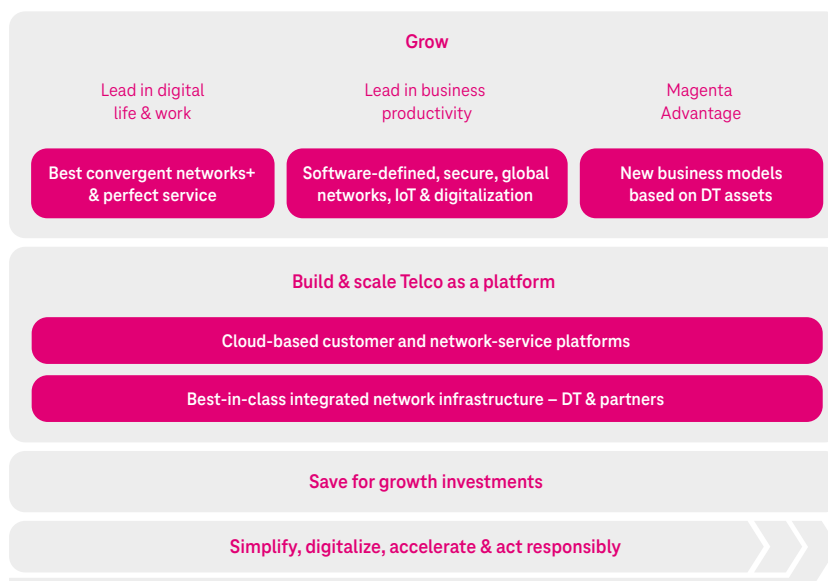 Grow
Lead in digital
life & work
Lead in business
productivity
Magenta
Advantage
Best convergent networks+
& perfect service
Software-defined, secure, global
networks, IoT & digitalization
New business models
based on DT assets
Build & scale Telco as a platform
Cloud-based customer and network-service platforms
Best-in-class integrated network infrastructure – DT & partners
Save for growth investments
Simplify, digitalize, accelerate & act responsibly